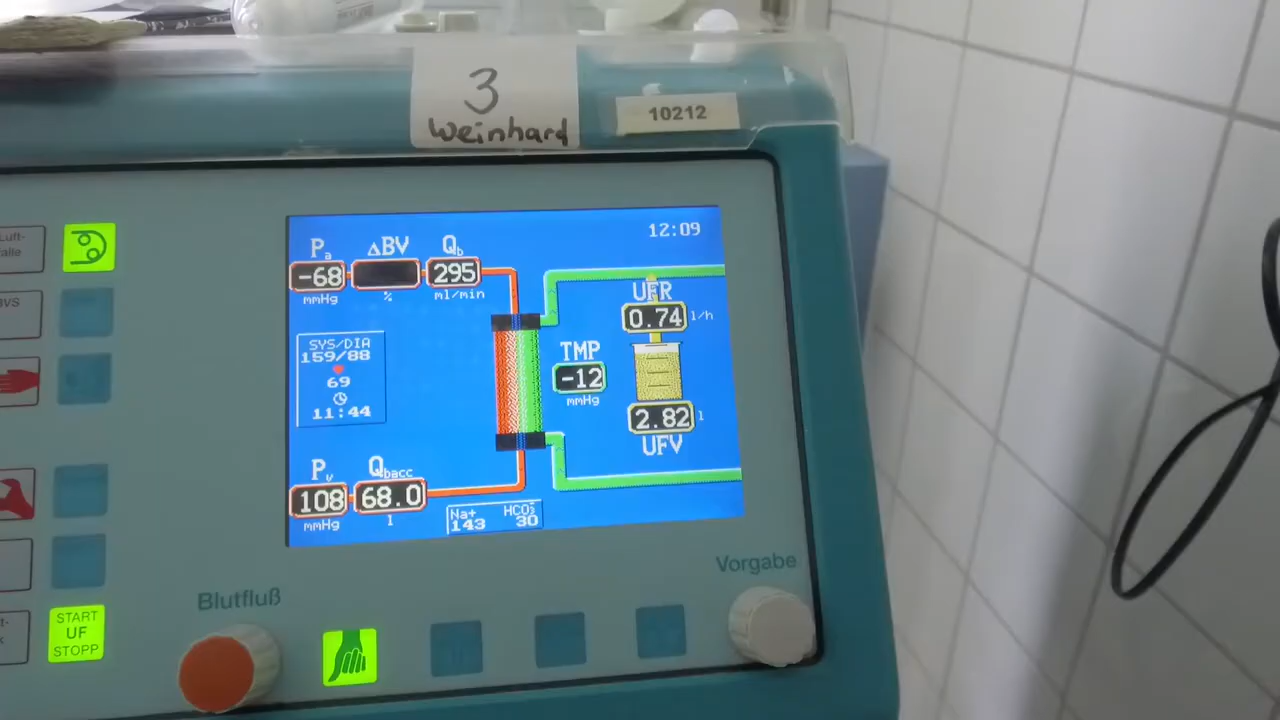 3
Weinhard
10212
Luft-
BVS
12:09
Pa ΔBV Qb
-68 295
mmHg % ml/min
UFR
0.74 l/h
SYS/DIA
159/88
69
11:44
TMP
-12
mmHg
2.82 l
UFV
Pv Qbacc
108 68.0
mmHg l
Na+ HCO3-
143 30
Vorgabe
Blutfluß
START
UF
STOPP